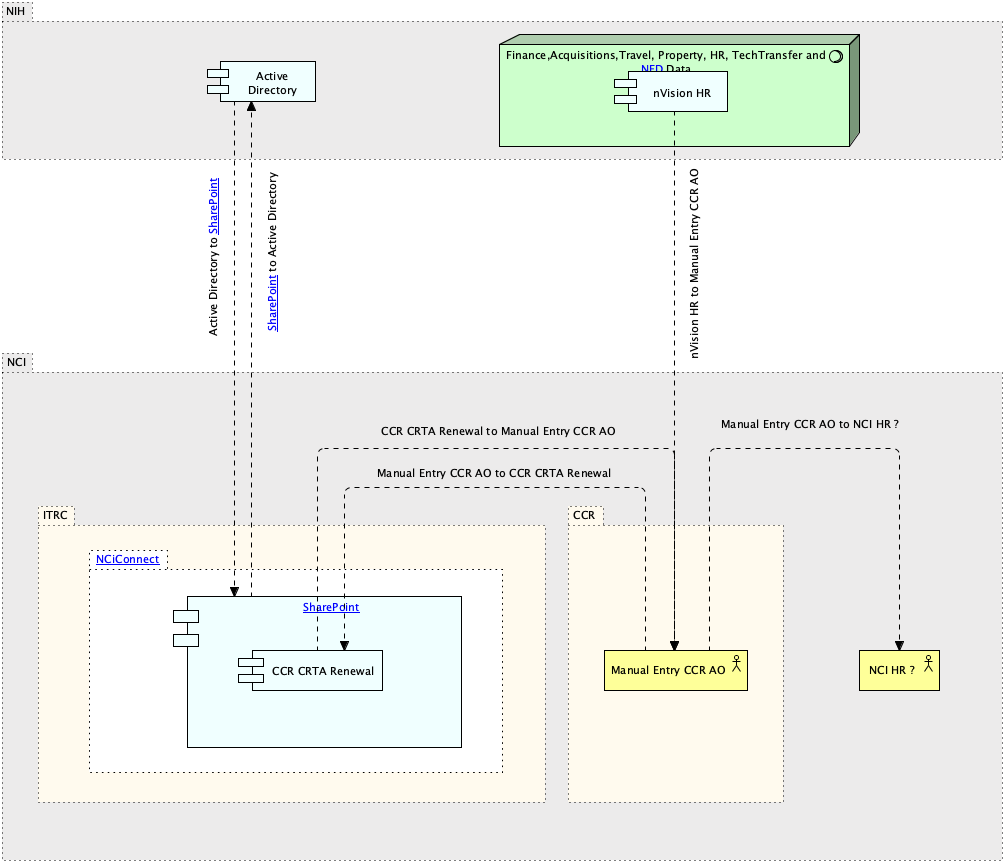 NIH
Finance,Acquisitions,Travel, Property, HR, TechTransfer and
NED Data
Active
Directory
nVision HR
Active Directory to SharePoint
SharePoint to Active Directory
nVision HR to Manual Entry CCR AO
NCI
CCR CRTA Renewal to Manual Entry CCR AO
Manual Entry CCR AO to NCI HR ?
Manual Entry CCR AO to CCR CRTA Renewal
ITRC
CCR
NCiConnect
SharePoint
CCR CRTA Renewal
Manual Entry CCR AO
NCI HR ?